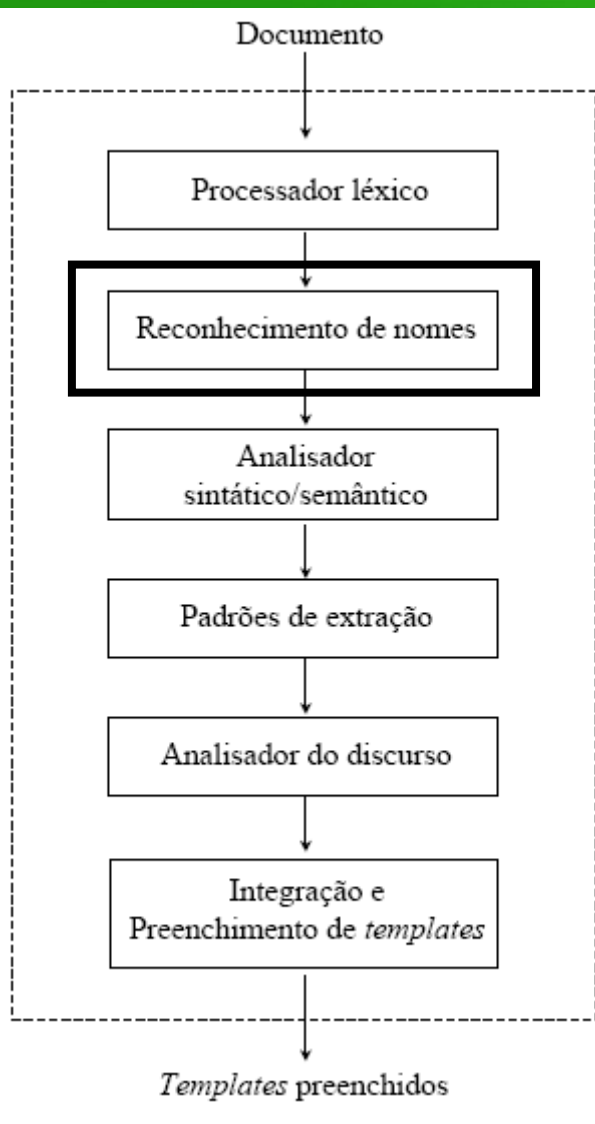 Documento
Processador léxico
Reconhecimento de nomes
Analisador
sintático/semântico
Padrões de extração
Analisador do discurso
Integração e
Preenchimento de templates
Templates preenchidos